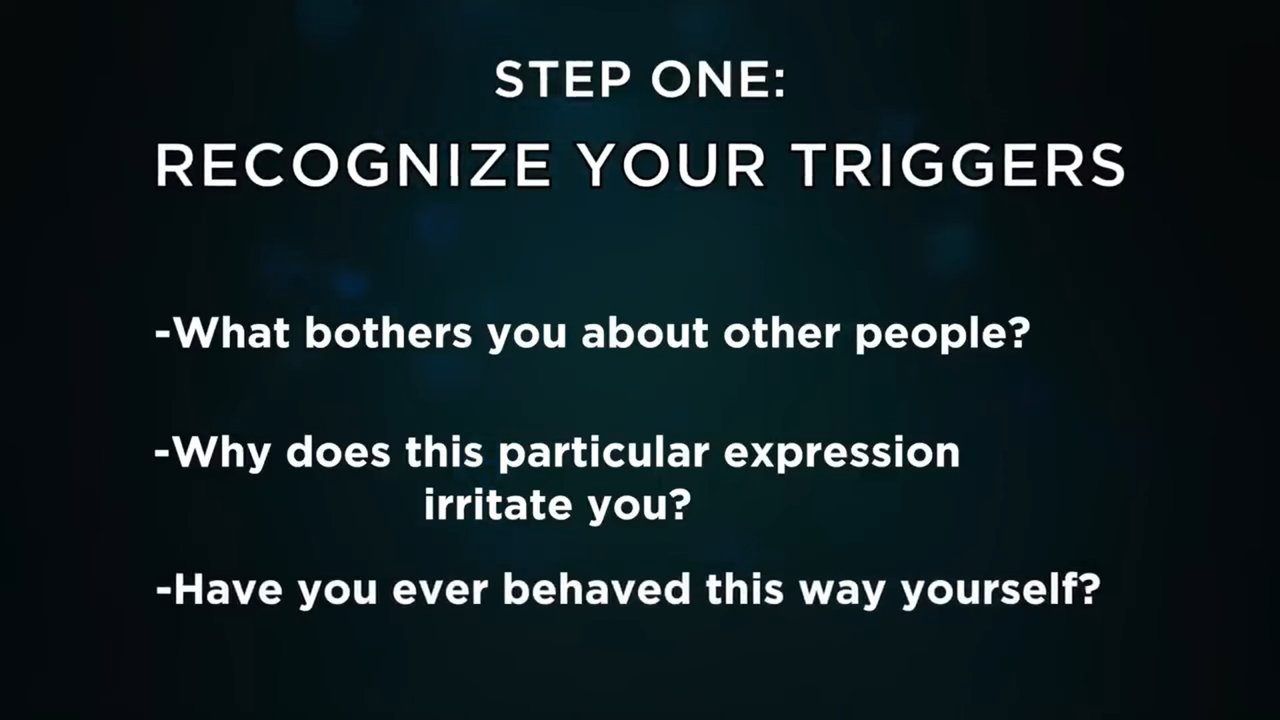 STEP ONE:
RECOGNIZE YOUR TRIGGERS
-What bothers you about other people?
-Why does this particular expression
irritate you?
-Have you ever behaved this way yourself?